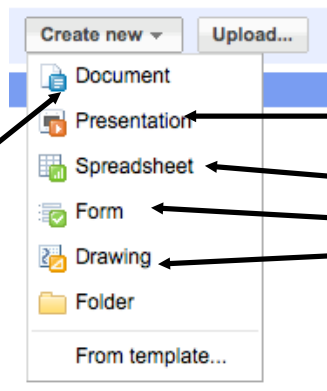 Create new Upload...
Document
Presentation
Spreadsheet
Form
Drawing
Folder
From template...